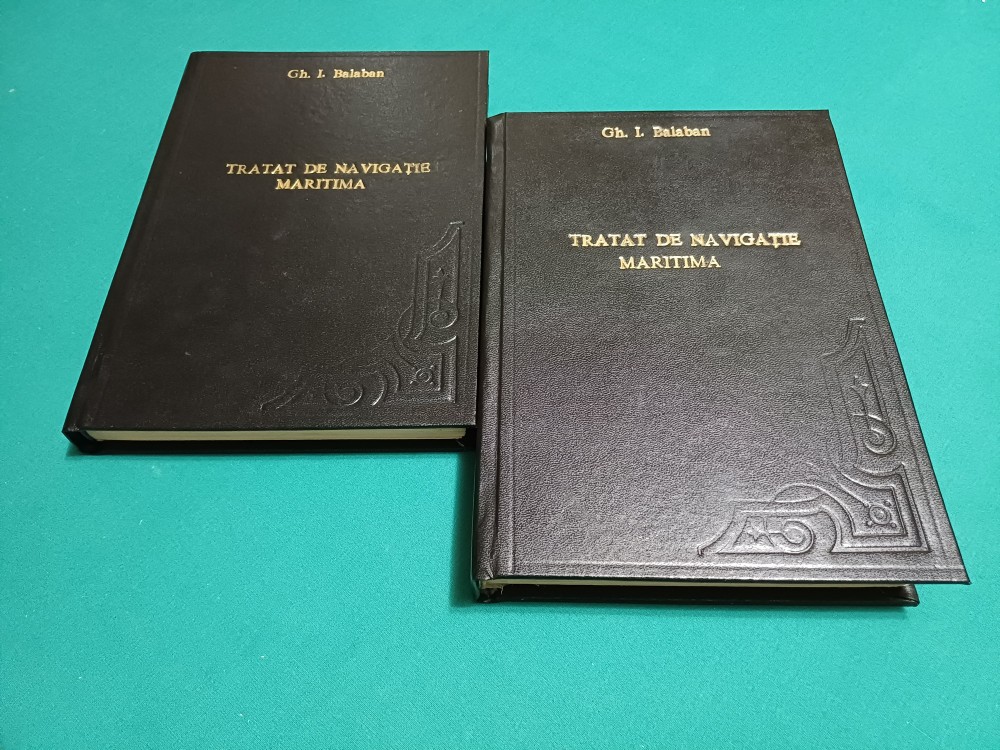 Gh. I. Balaban
TRATAT DE NAVIGAȚIE
MARITIMA
Gh. I. Balaban
TRATAT DE NAVIGAȚIE
MARITIMA